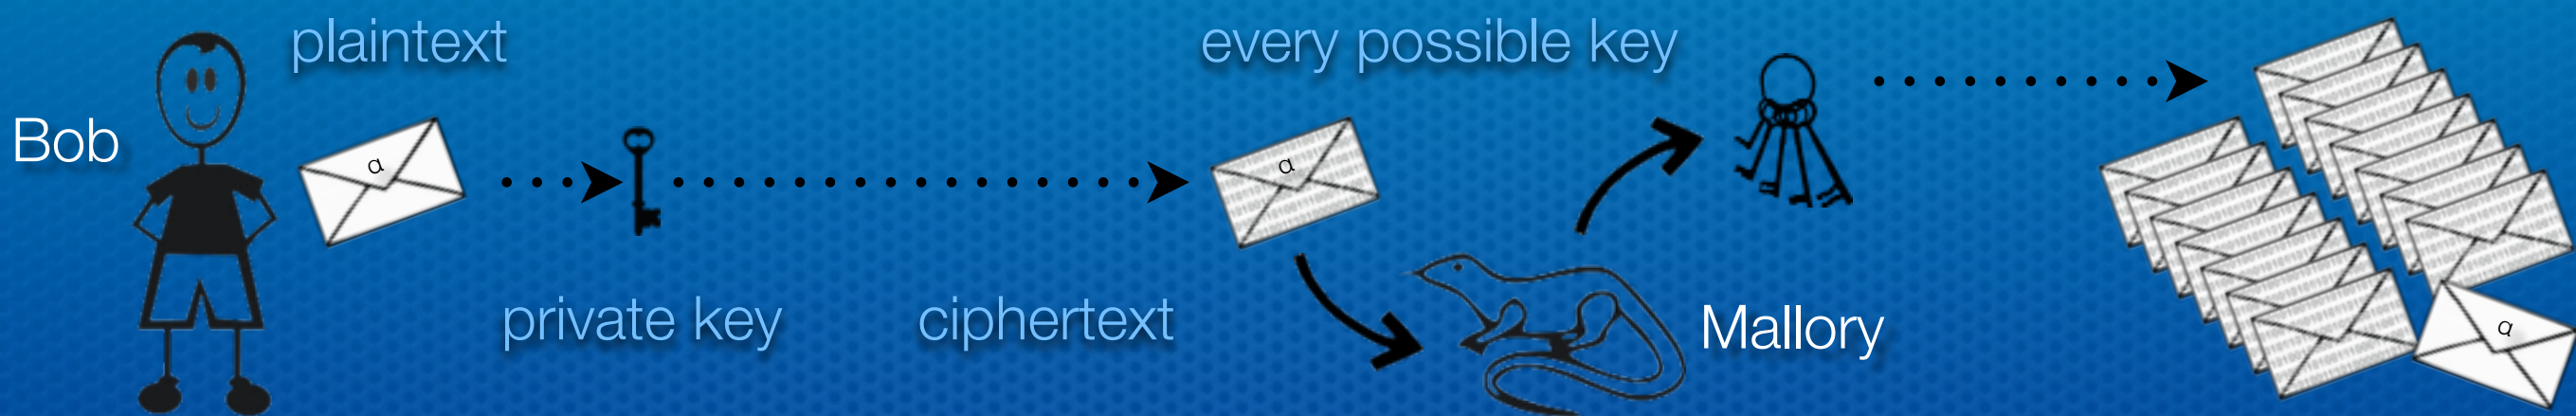 plaintext
every possible key
Bob
α
α
private key
ciphertext
Mallory
α